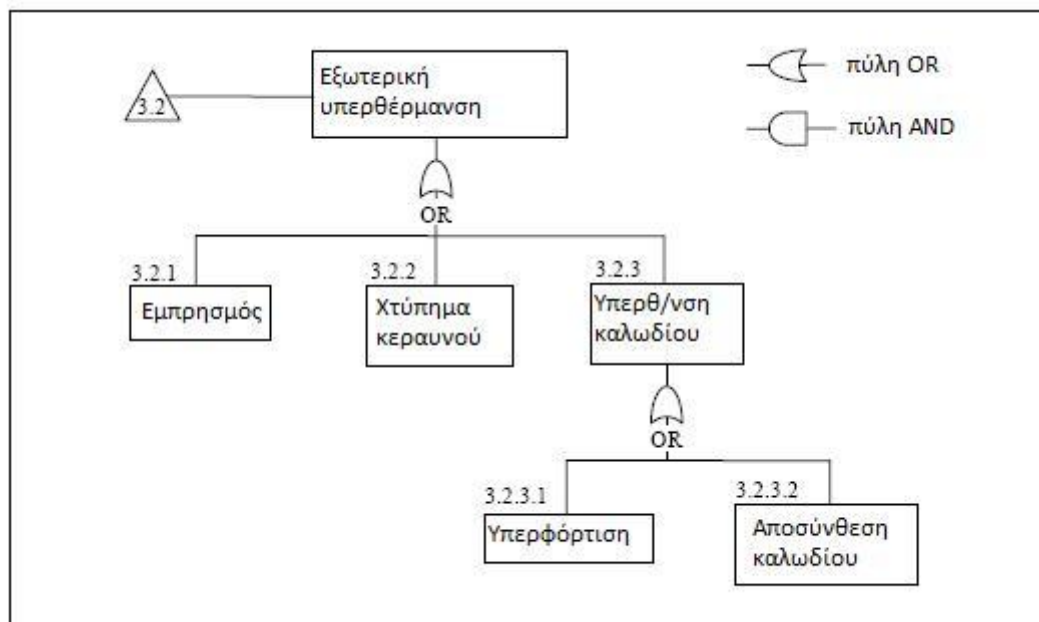 Εξωτερική
υπερθέρμανση
3.2
πύλη OR
πύλη AND
OR
3.2.1
Εμπρησμός
3.2.2
Χτύπημα
κεραυνού
3.2.3
Υπερθ/νση
καλωδίου
OR
3.2.3.1
Υπερφόρτιση
3.2.3.2
Αποσύνθεση
καλωδίου